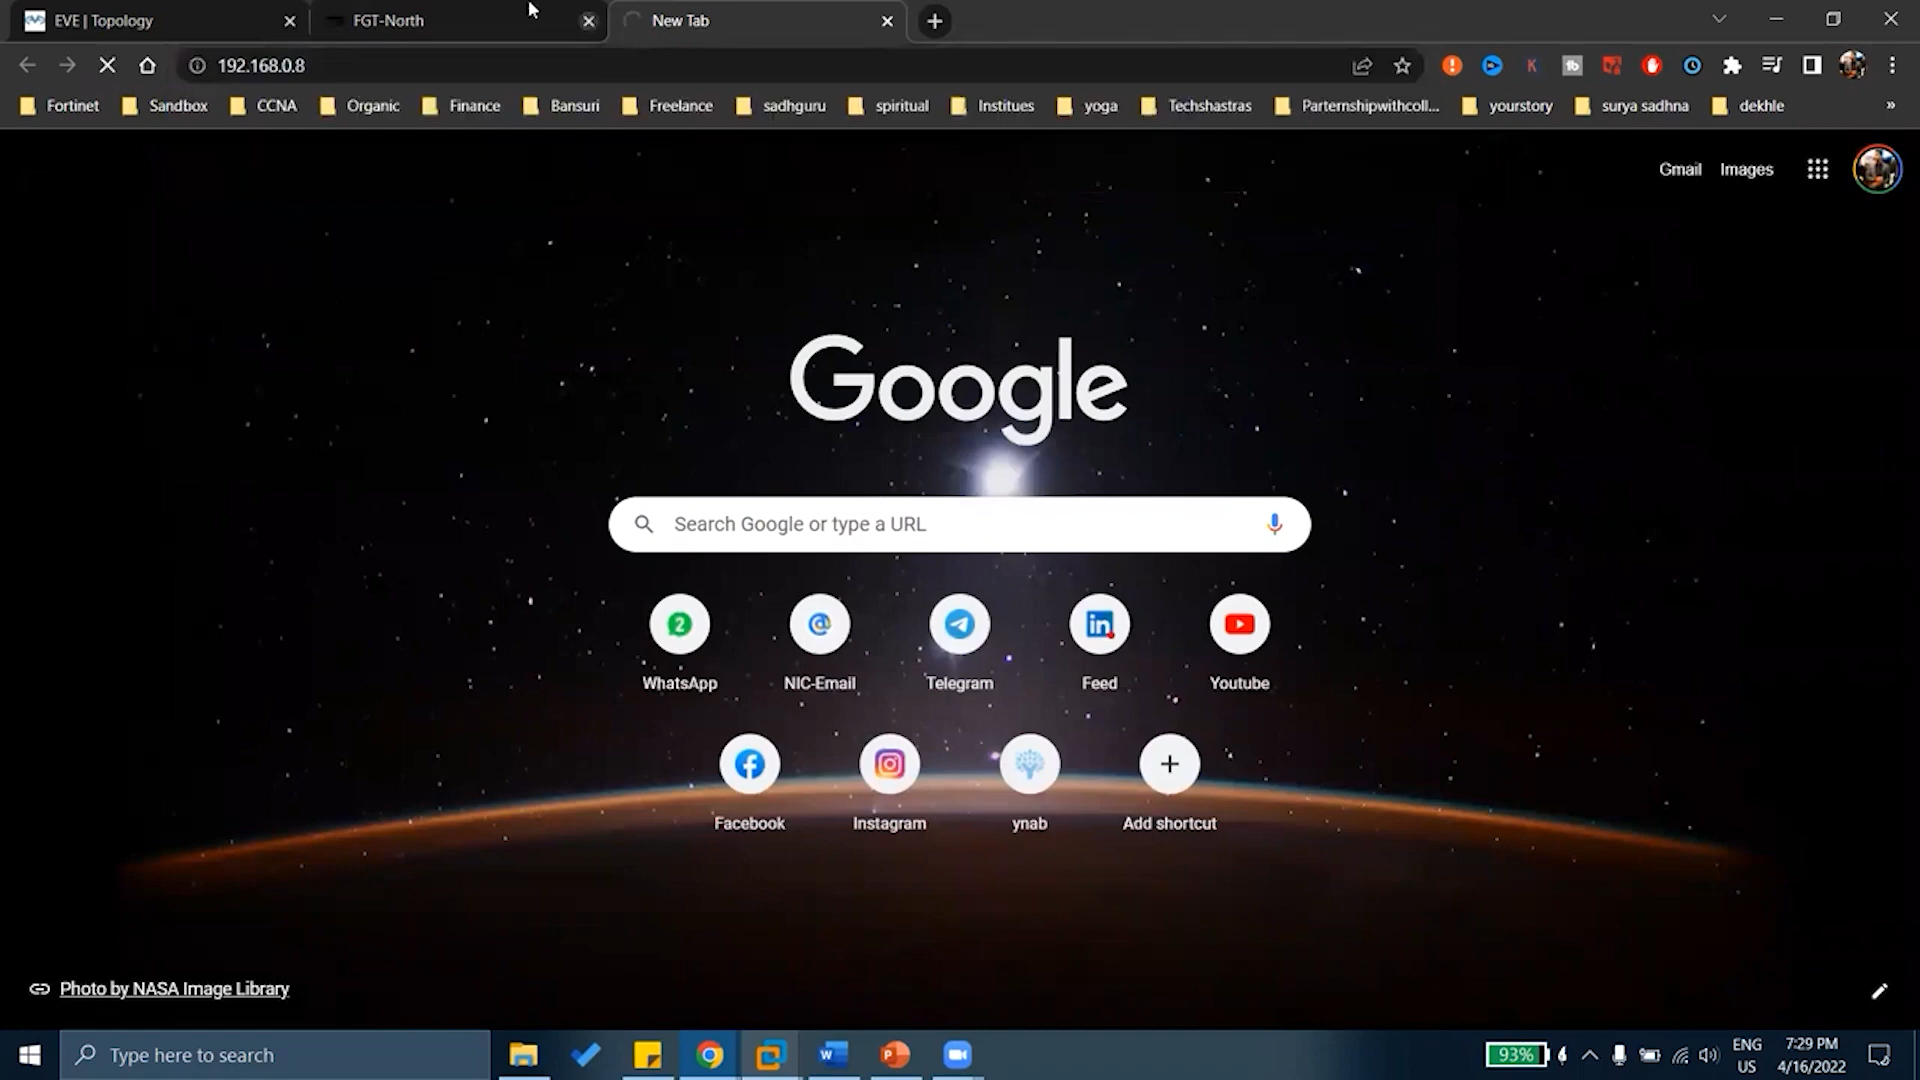 EVE | Topology
FGT-North
New Tab
192.168.0.8
Fortinet
Sandbox
CCNA
Organic
Finance
Bansuri
Freelance
sadhguru
spiritual
Institues
yoga
Techshastras
Parternshipwithcoll...
yourstory
surya sadhna
dekhle
»
Gmail
Images
Google
Search Google or type a URL
2
@
in
WhatsApp
NIC-Email
Telegram
Feed
Youtube
Facebook
Instagram
ynab
Add shortcut
Photo by NASA Image Library
Type here to search
93%
ENG
US
7:29 PM
4/16/2022